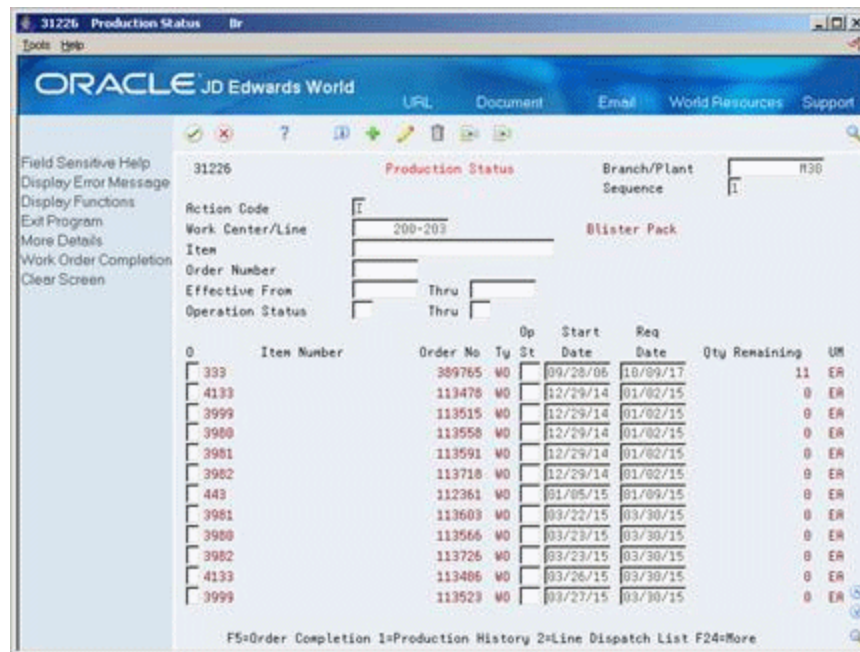 31226 Production Status Br
Tools Help
ORACLE JD Edwards World
URL Document Email World Resources Support
Field Sensitive Help
Display Error Message
Display Functions
Exit Program
More Details
Work Order Completion
Clear Screen
31226 Production Status Branch/Plant M30
Sequence 1
Action Code I
Work Center/Line 200-203 Blister Pack
Item
Order Number
Effective From Thru
Operation Status Thru
Op Start Req
O Item Number Order No Ty St Date Date Qty Remaining UM
333 389765 WO 09/28/06 10/09/17 11 EA
4133 113478 WO 12/29/14 01/02/15 0 EA
3999 113515 WO 12/29/14 01/02/15 0 EA
3980 113558 WO 12/29/14 01/02/15 0 EA
3981 113591 WO 12/29/14 01/02/15 0 EA
3982 113718 WO 12/29/14 01/02/15 0 EA
443 112361 WO 01/05/15 01/09/15 0 EA
3981 113603 WO 03/22/15 03/30/15 0 EA
3980 113566 WO 03/23/15 03/30/15 0 EA
3982 113726 WO 03/23/15 03/30/15 0 EA
4133 113486 WO 03/26/15 03/30/15 0 EA
3999 113523 WO 03/27/15 03/30/15 0 EA
F5=Order Completion 1=Production History 2=Line Dispatch List F24=More